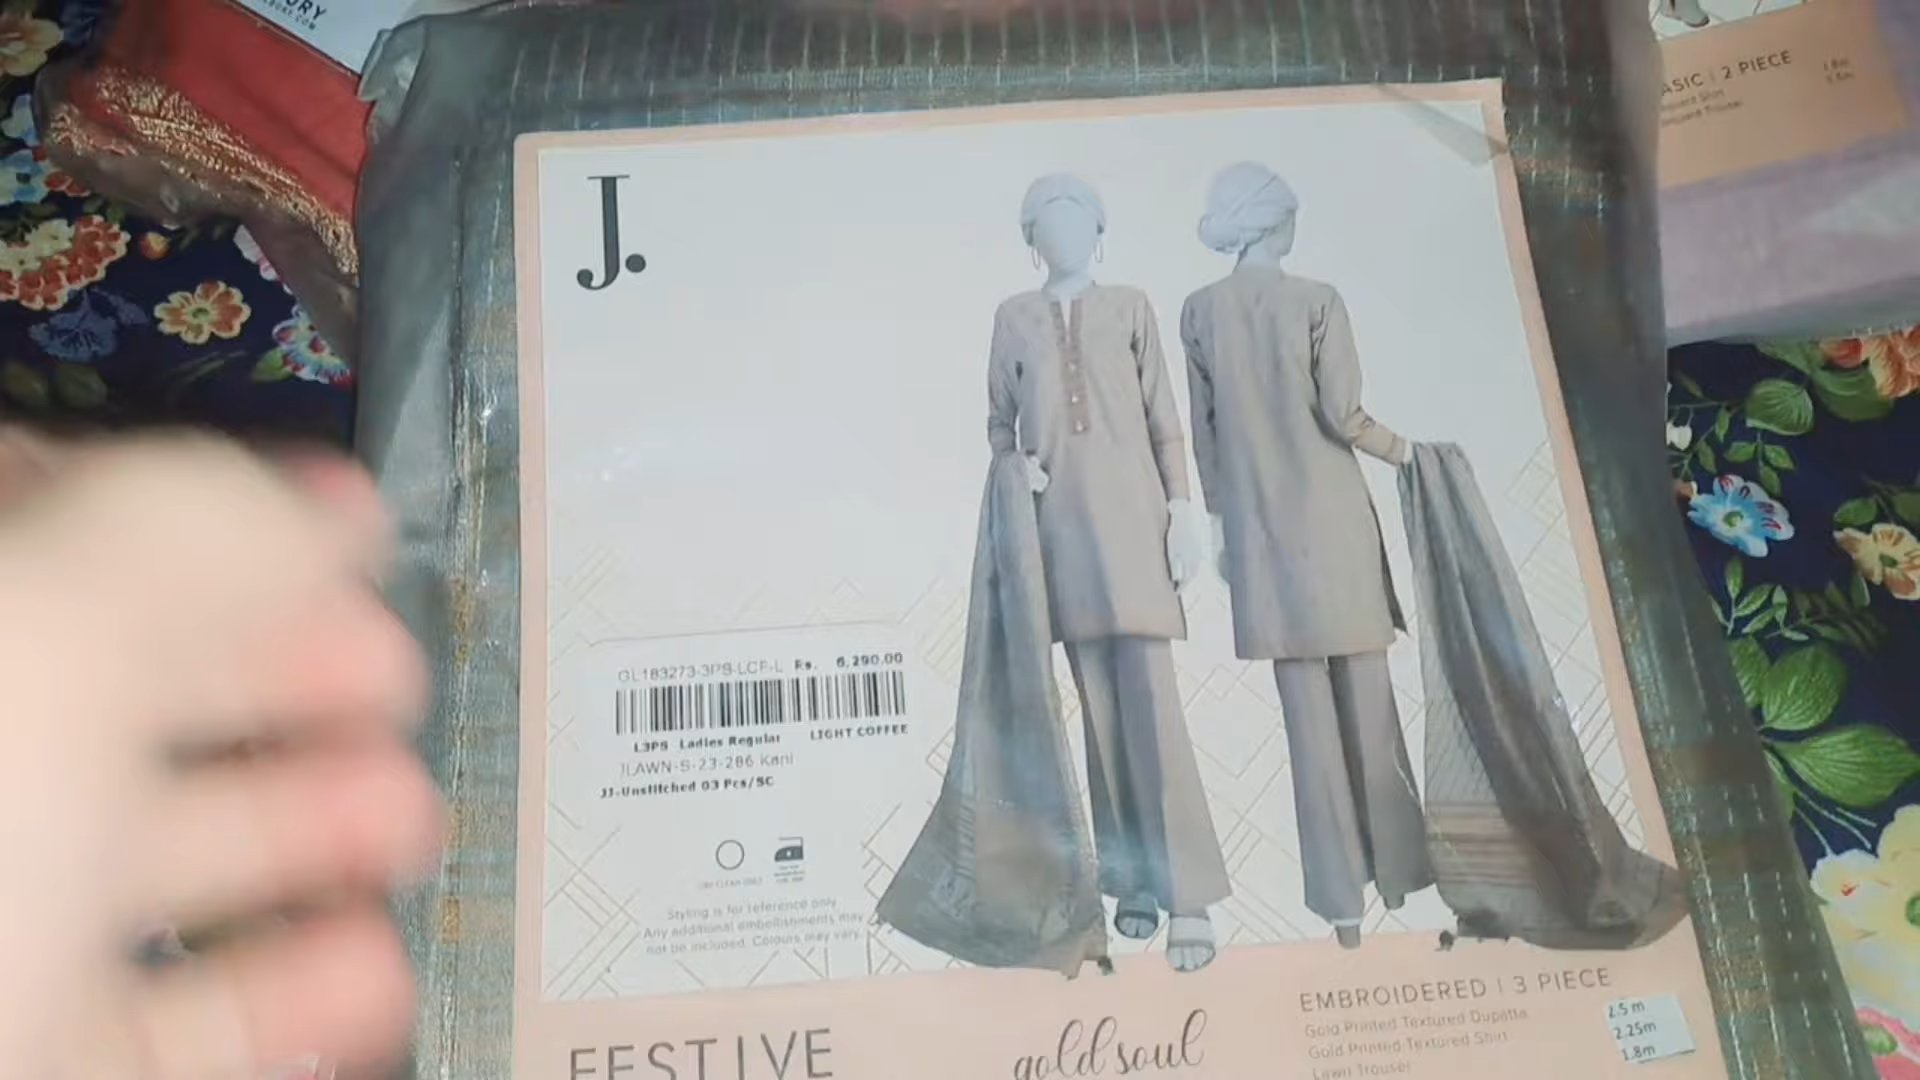 J.
ASIC | 2 PIECE
GL183273-3PS-LCF-L Rs. 6,290.00
L3PS Ladies Regular LIGHT COFFEE
JLAWN-S-23-286 Kani
JJ-Unstitched 03 Pcs/SC
Styling is for reference only
Any additional embellishments may
not be included. Colours may vary.
FESTIVE
gold soul
EMBROIDERED | 3 PIECE
Gold Printed Textured Dupatta 2.5 m
Gold Printed Textured Shirt 2.25m
Lawn Trouser 1.8m